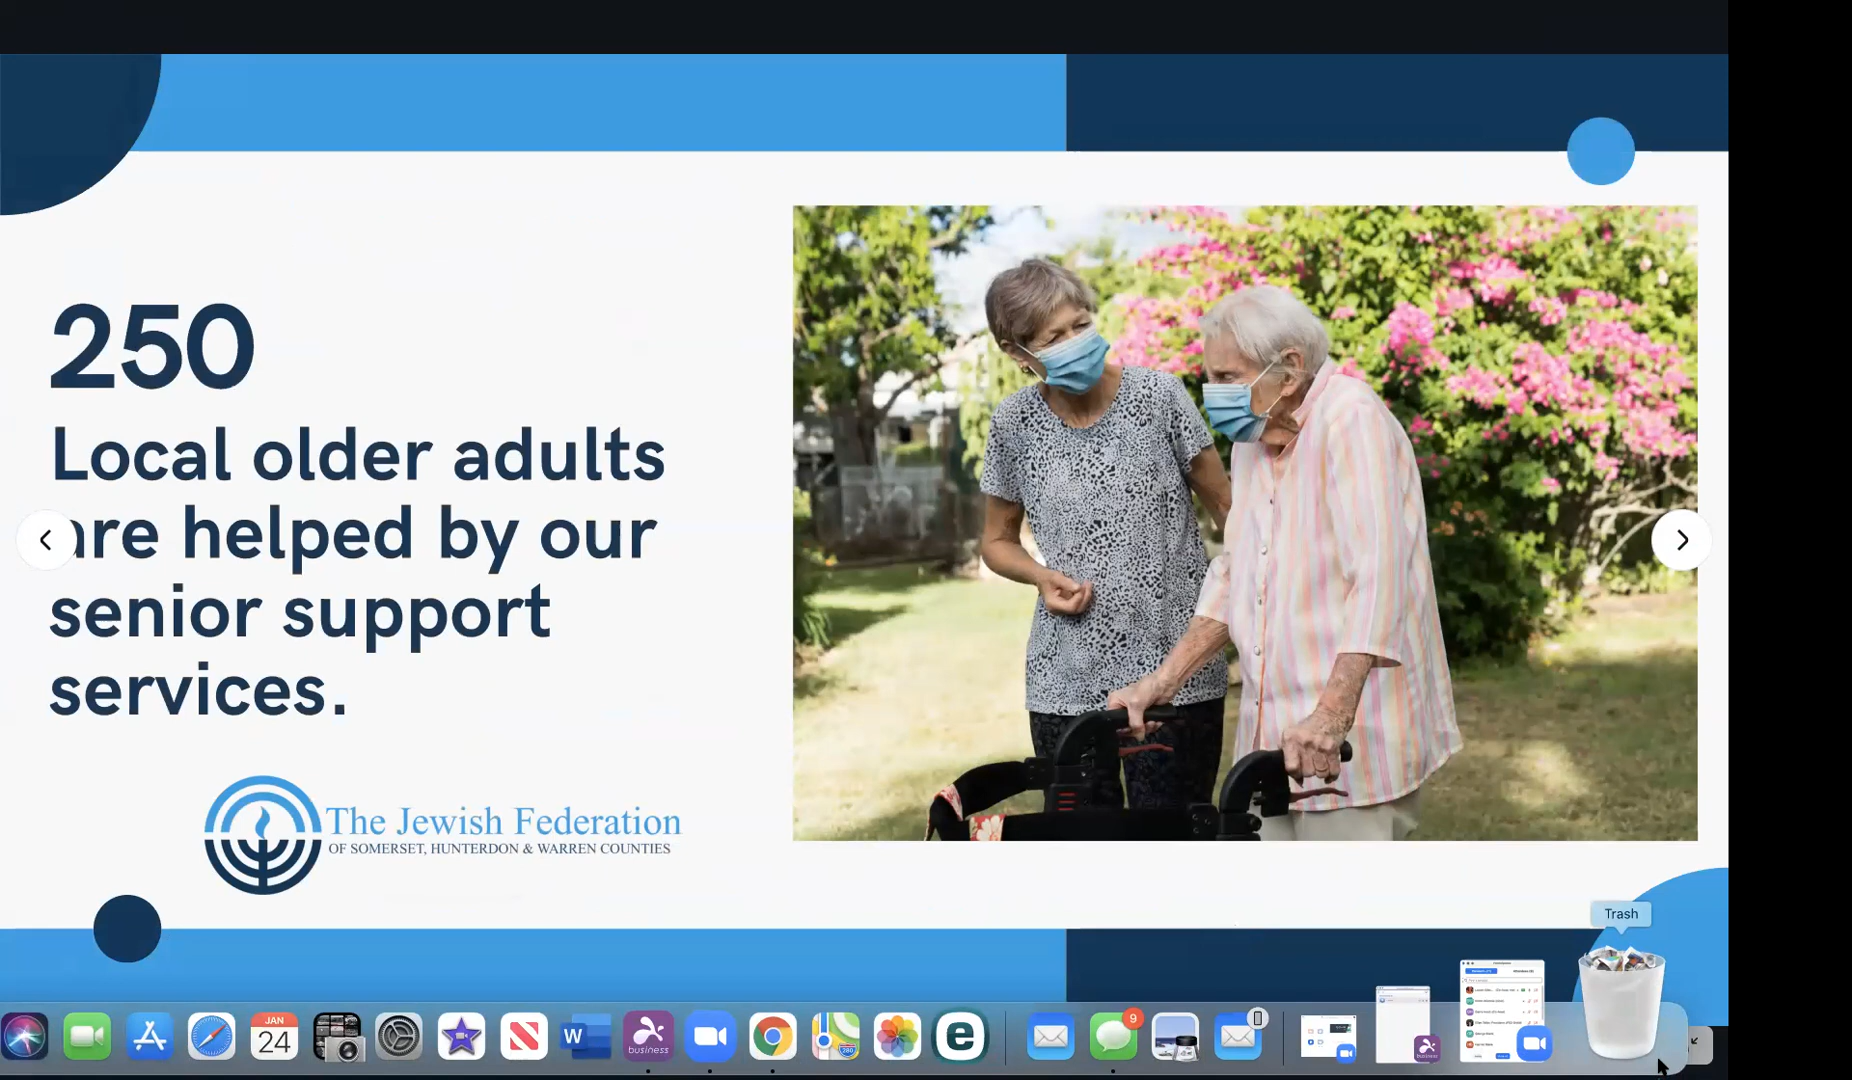 250
Local older adults
are helped by our
senior support
services.
The Jewish Federation
OF SOMERSET, HUNTERDON & WARREN COUNTIES
Trash
JAN
24
W
business
280
e
9